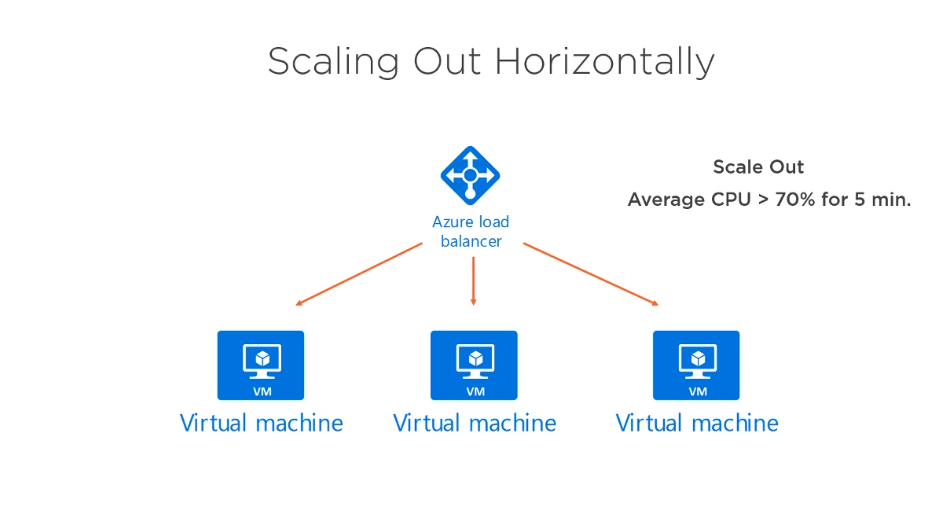 Scaling Out Horizontally
Scale Out
Average CPU > 70% for 5 min.
Azure load
balancer
VM
VM
VM
Virtual machine
Virtual machine
Virtual machine